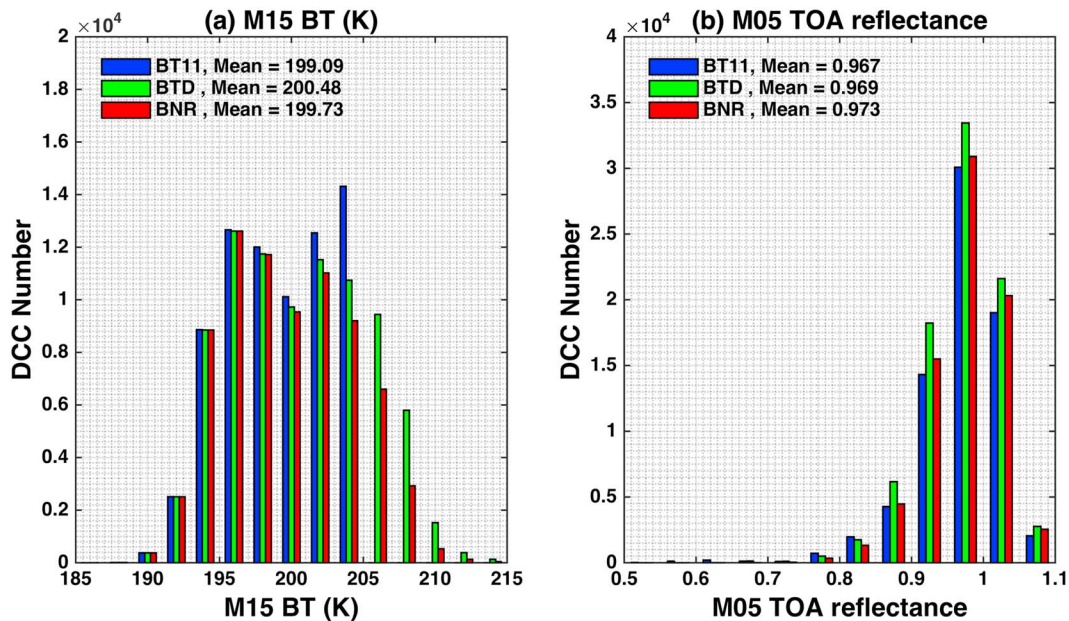 (a) M15 BT (K)
×10⁴
2
1.8
1.6
1.4
1.2
1
0.8
0.6
0.4
0.2
0
DCC Number
BT11, Mean = 199.09
BTD , Mean = 200.48
BNR , Mean = 199.73
185 190 195 200 205 210 215
M15 BT (K)
(b) M05 TOA reflectance
×10⁴
4
3.5
3
2.5
2
1.5
1
0.5
0
DCC Number
BT11, Mean = 0.967
BTD , Mean = 0.969
BNR , Mean = 0.973
0.5 0.6 0.7 0.8 0.9 1 1.1
M05 TOA reflectance